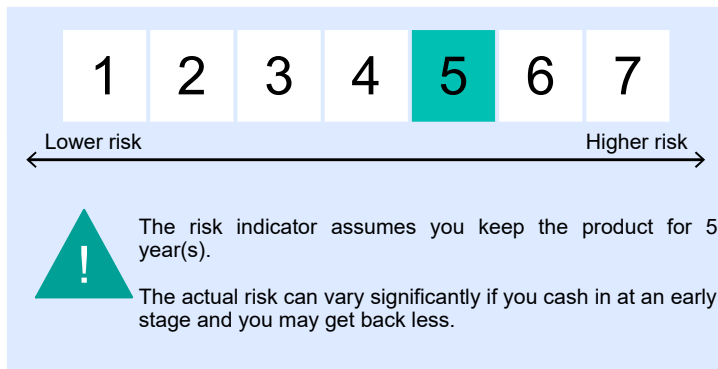 1 2 3 4 5 6 7
Lower risk Higher risk
!
The risk indicator assumes you keep the product for 5
year(s).
The actual risk can vary significantly if you cash in at an early
stage and you may get back less.